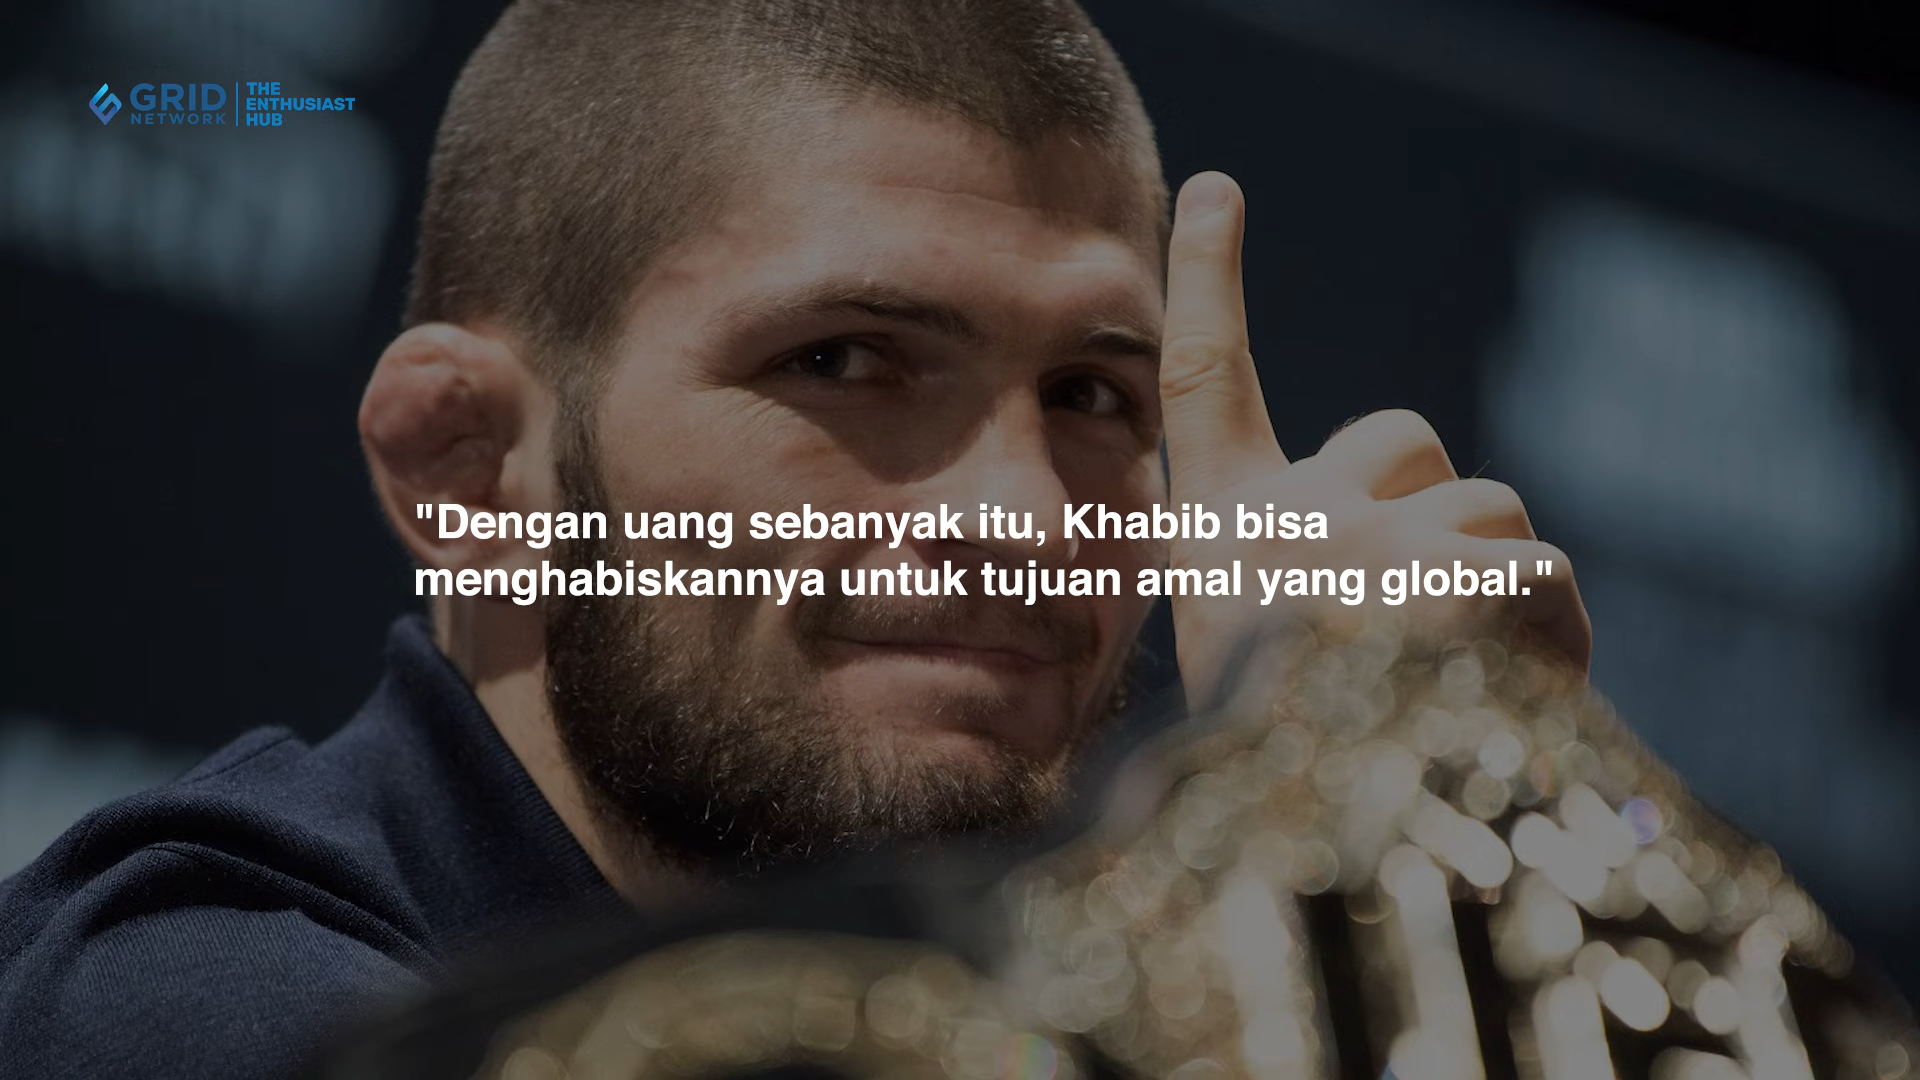 GRID
NETWORK
THE
ENTHUSIAST
HUB
"Dengan uang sebanyak itu, Khabib bisa
menghabiskannya untuk tujuan amal yang global."